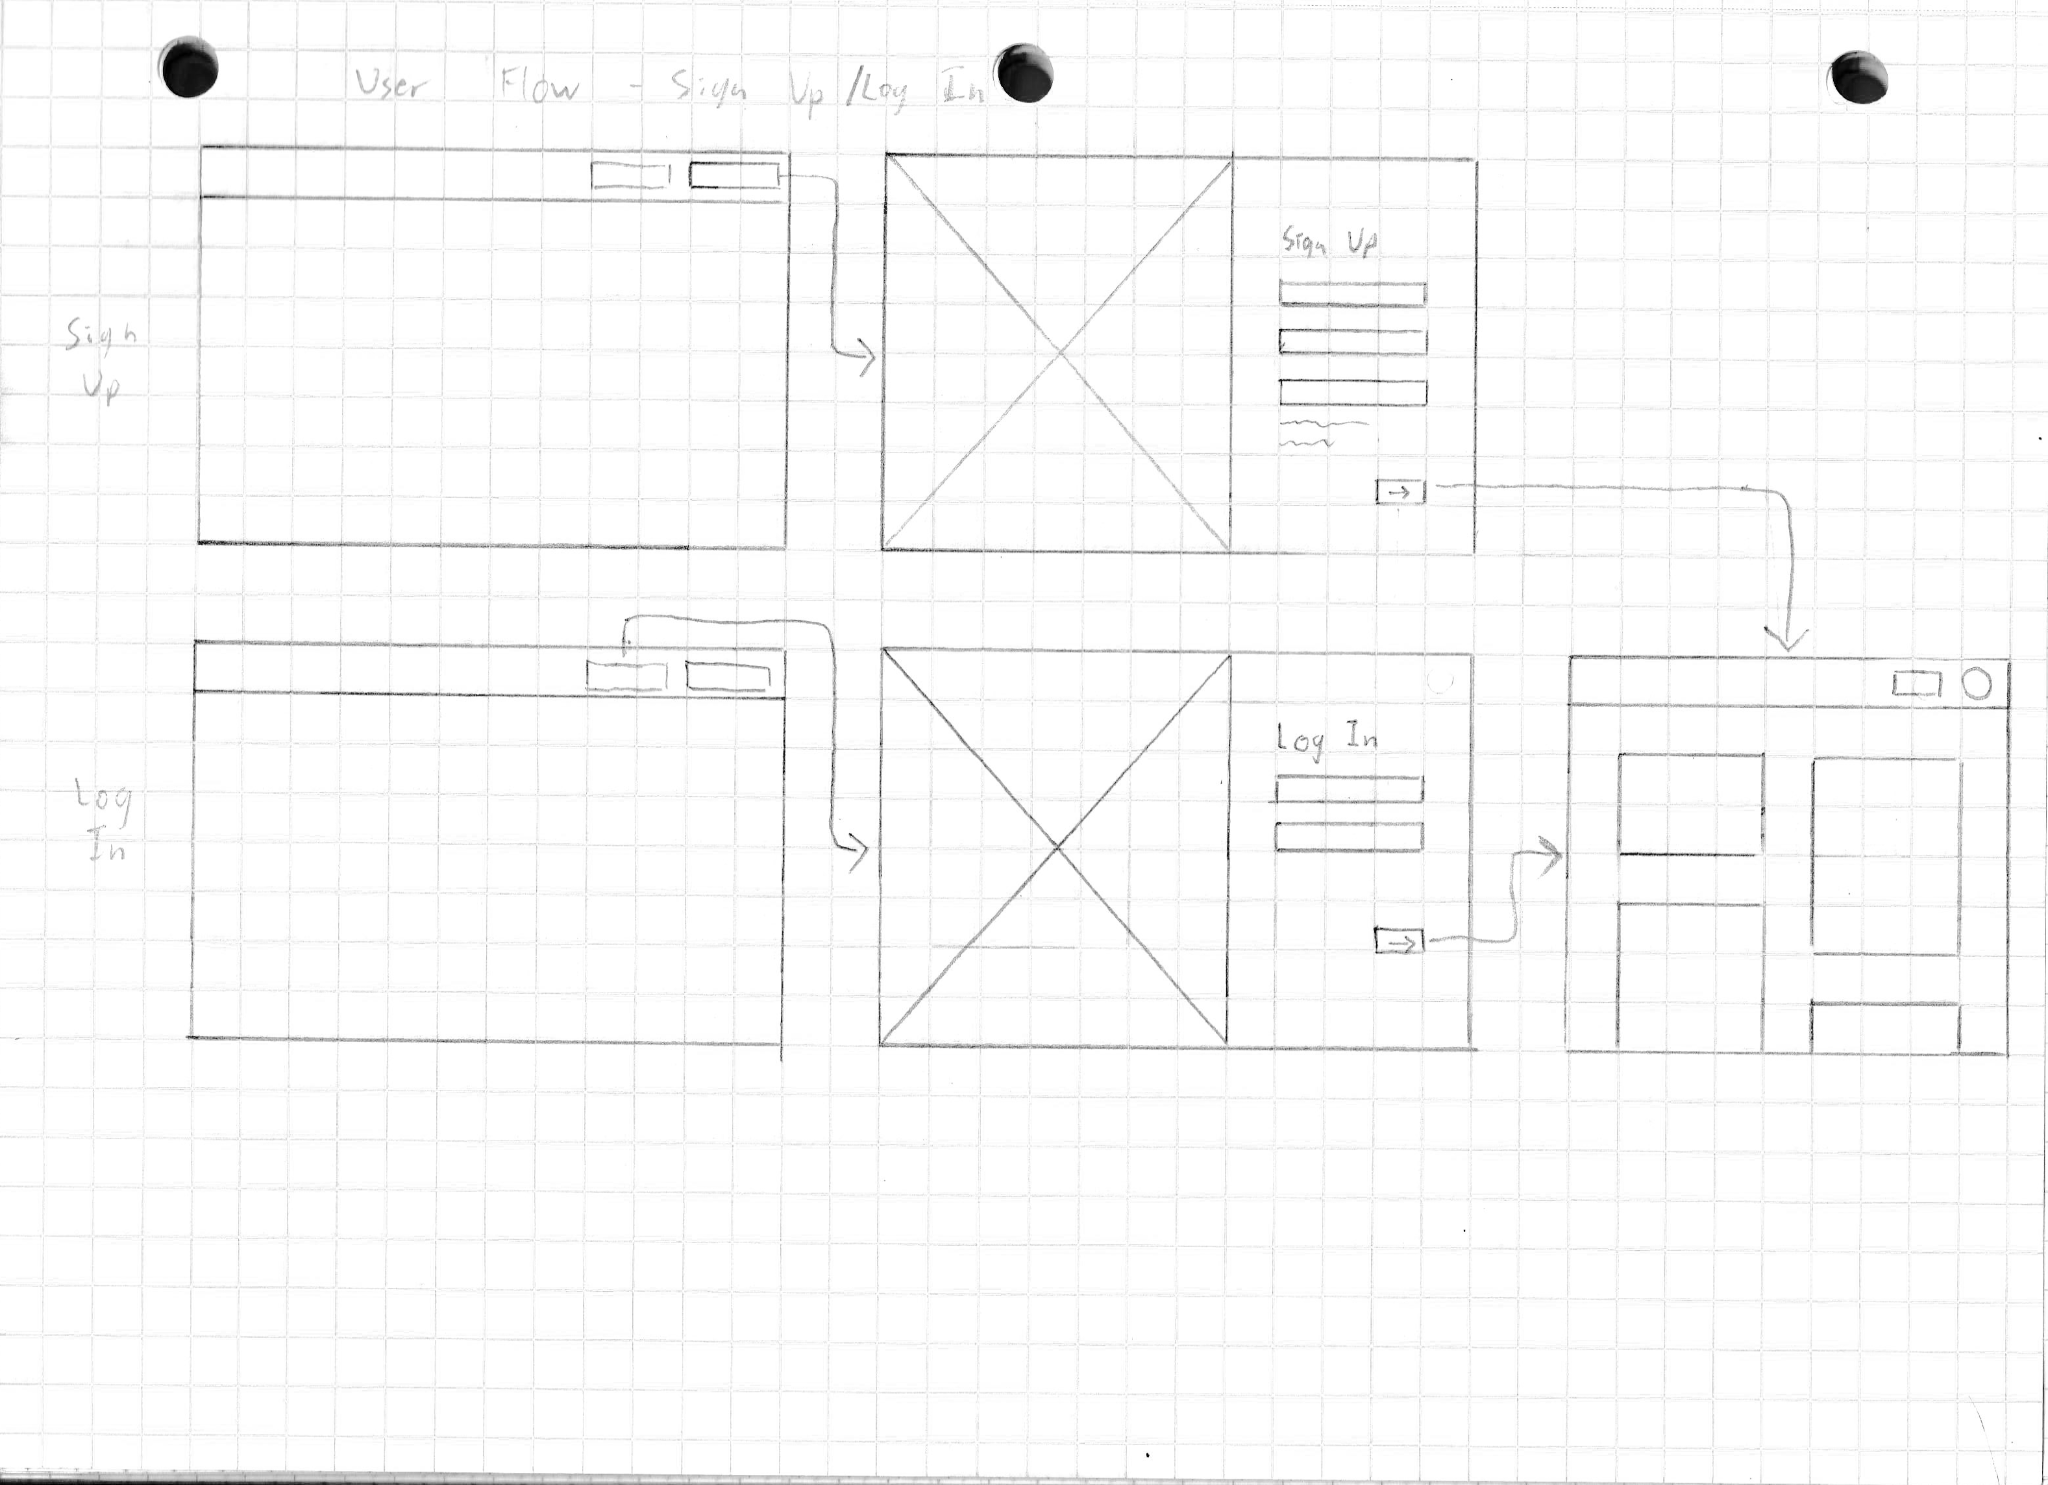 User Flow - Sign Up/Log In
Sign Up
Sign
Up
Log In
Log
In